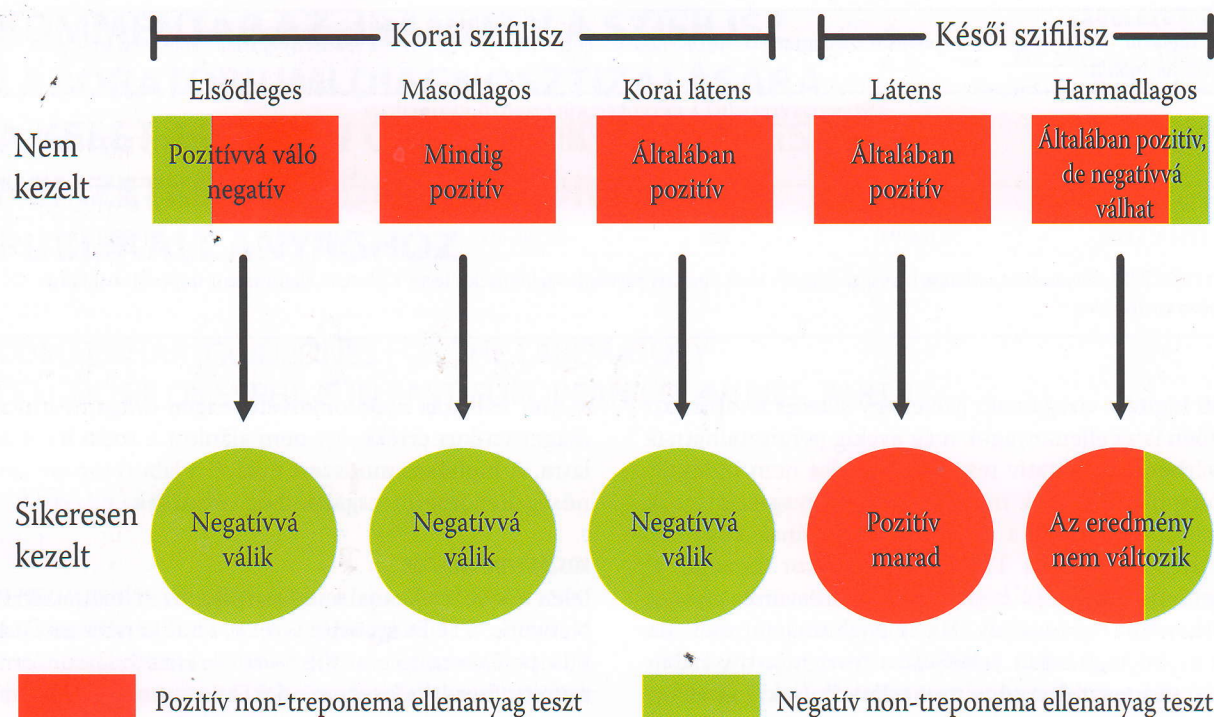 Korai szifilisz
Késői szifilisz
Elsődleges
Másodlagos
Korai látens
Látens
Harmadlagos
Nem
kezelt
Pozitívvá váló
negatív
Mindig
pozitív
Általában
pozitív
Általában
pozitív
Általában pozitív,
de negatívvá
válhat
Sikeresen
kezelt
Negatívvá
válik
Negatívvá
válik
Negatívvá
válik
Pozitív
marad
Az eredmény
nem változik
Pozitív non-treponema ellenanyag teszt
Negatív non-treponema ellenanyag teszt